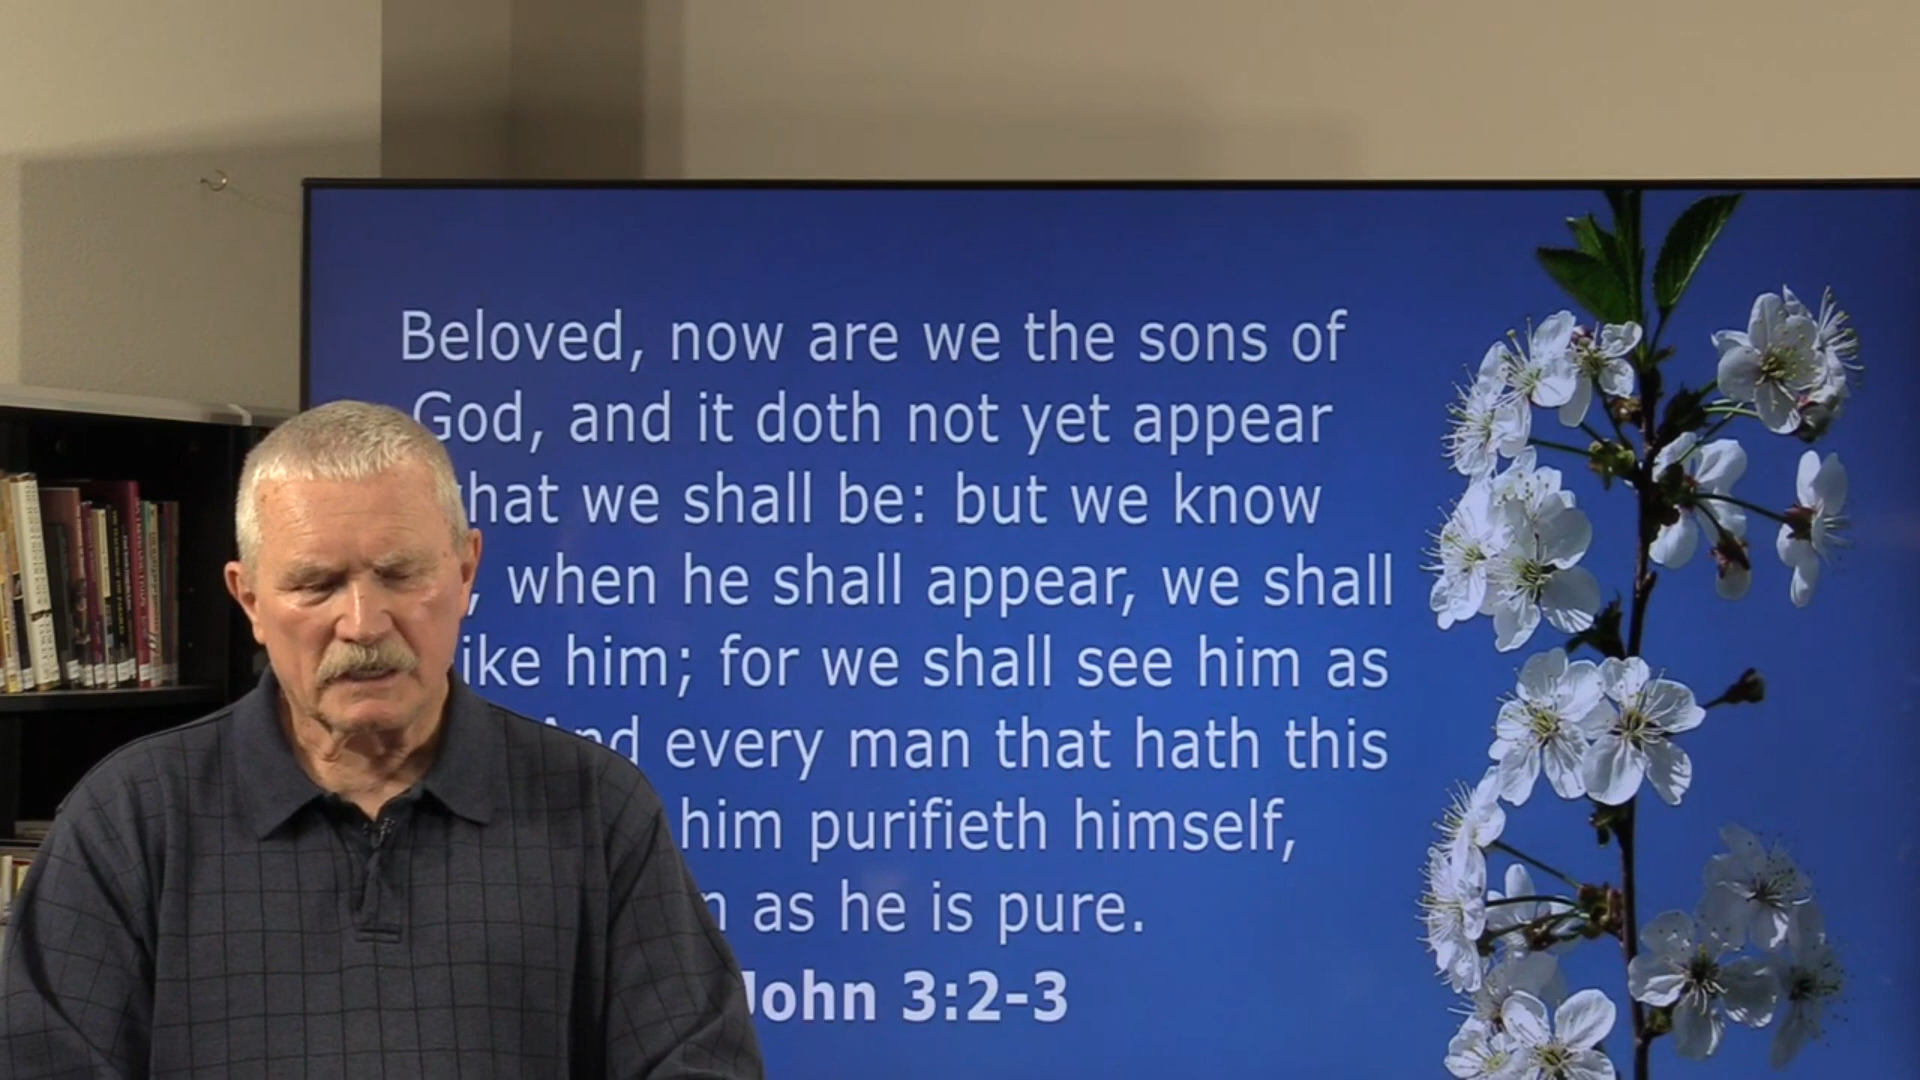 Beloved, now are we the sons of
God, and it doth not yet appear
hat we shall be: but we know
, when he shall appear, we shall
ike him; for we shall see him as
And every man that hath this
him purifieth himself,
n as he is pure.
John 3:2-3